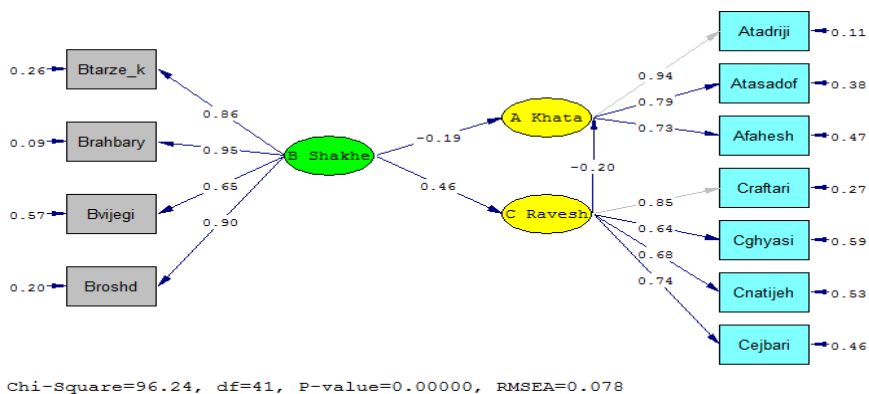 Atadriji
0.11
0.94
0.26
Btarze_k
Atasadof
0.38
0.79
0.86
A Khata
0.73
Afahesh
0.47
0.09
Brahbary
0.95
-0.19
B Shakhe
-0.20
0.65
0.46
0.85
Craftari
0.27
0.57
Bvijegi
0.90
C Ravesh
0.64
Cghyasi
0.59
0.68
0.74
0.20
Broshd
Cnatijeh
0.53
Cejbari
0.46
Chi-Square=96.24, df=41, P-value=0.00000, RMSEA=0.078